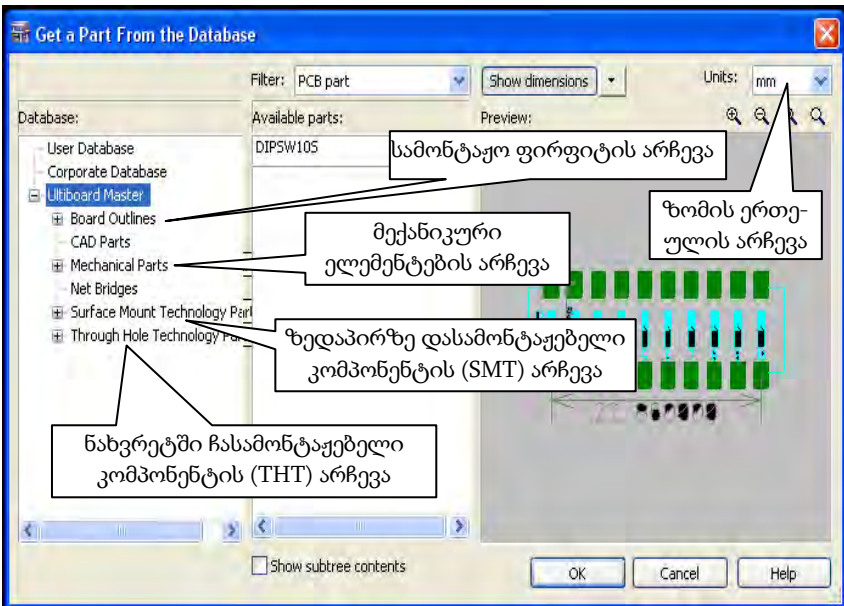 Get a Part From the Database
Filter: PCB part Show dimensions Units: mm
Database: Available parts: Preview:
User Database
Corporate Database
Ultiboard Master
Board Outlines
CAD Parts
Mechanical Parts
Net Bridges
Surface Mount Technology Par
Through Hole Technology
DIPSW10S
სამონტაჟო ფირფიტის არჩევა
ზომის ერთე-
ულის არჩევა
მექანიკური
ელემენტების არჩევა
ზედაპირზე დასამონტაჟებელი
კომპონენტის (SMT) არჩევა
ნახვრეტში ჩასამონტაჟებელი
კომპონენტის (THT) არჩევა
Show subtree contents
OK Cancel Help